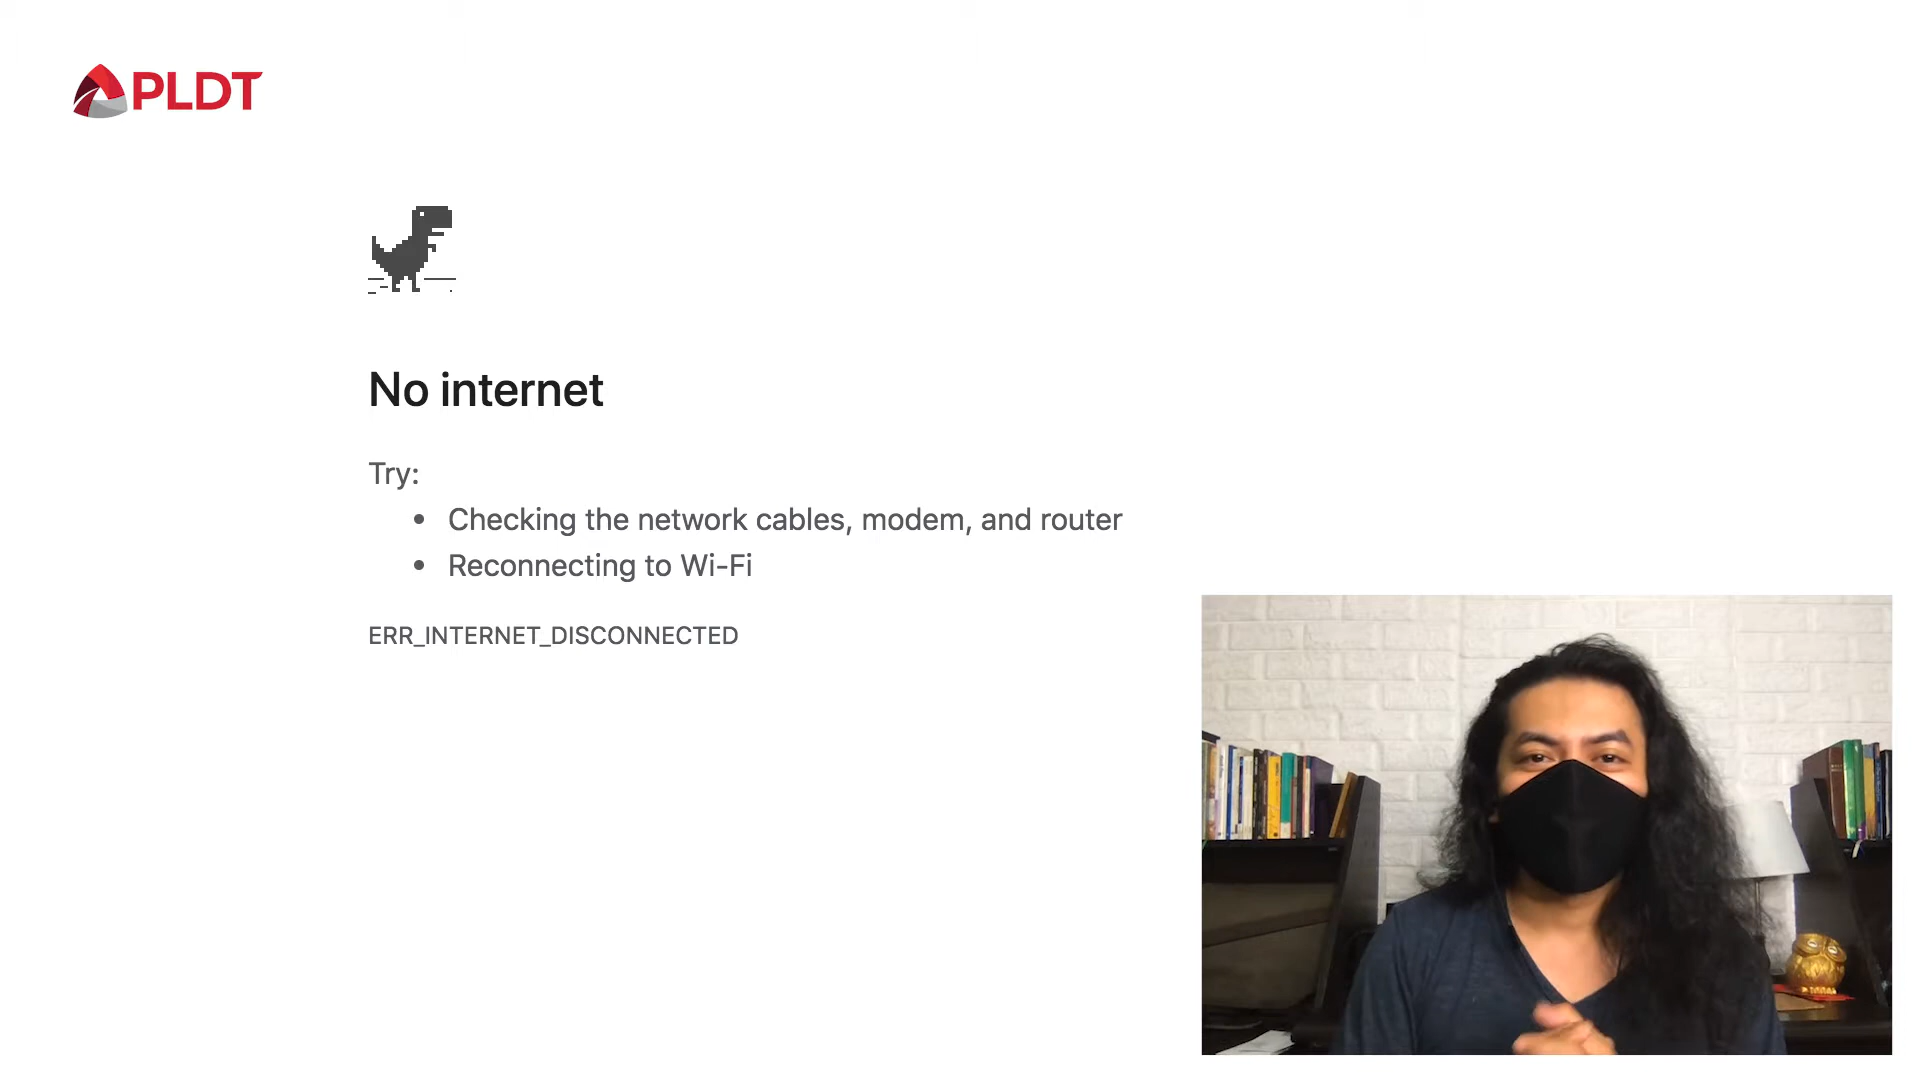 PLDT
No internet
Try:
• Checking the network cables, modem, and router
• Reconnecting to Wi-Fi
ERR_INTERNET_DISCONNECTED